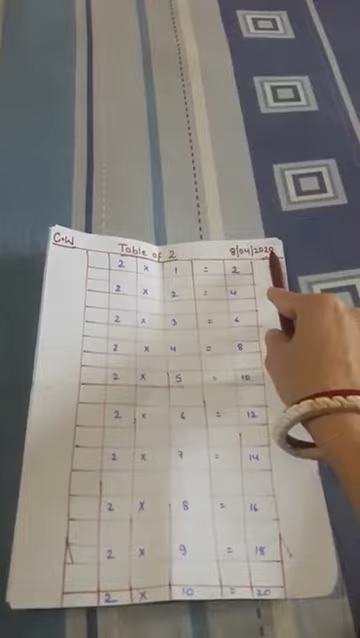 C.W Table of 2 8/04/2020
2 x 1 = 2
2 x 2 = 4
2 x 3 = 6
2 x 4 = 8
2 x 5 = 10
2 x 6 = 12
2 x 7 = 14
2 x 8 = 16
2 x 9 = 18
2 x 10 = 20